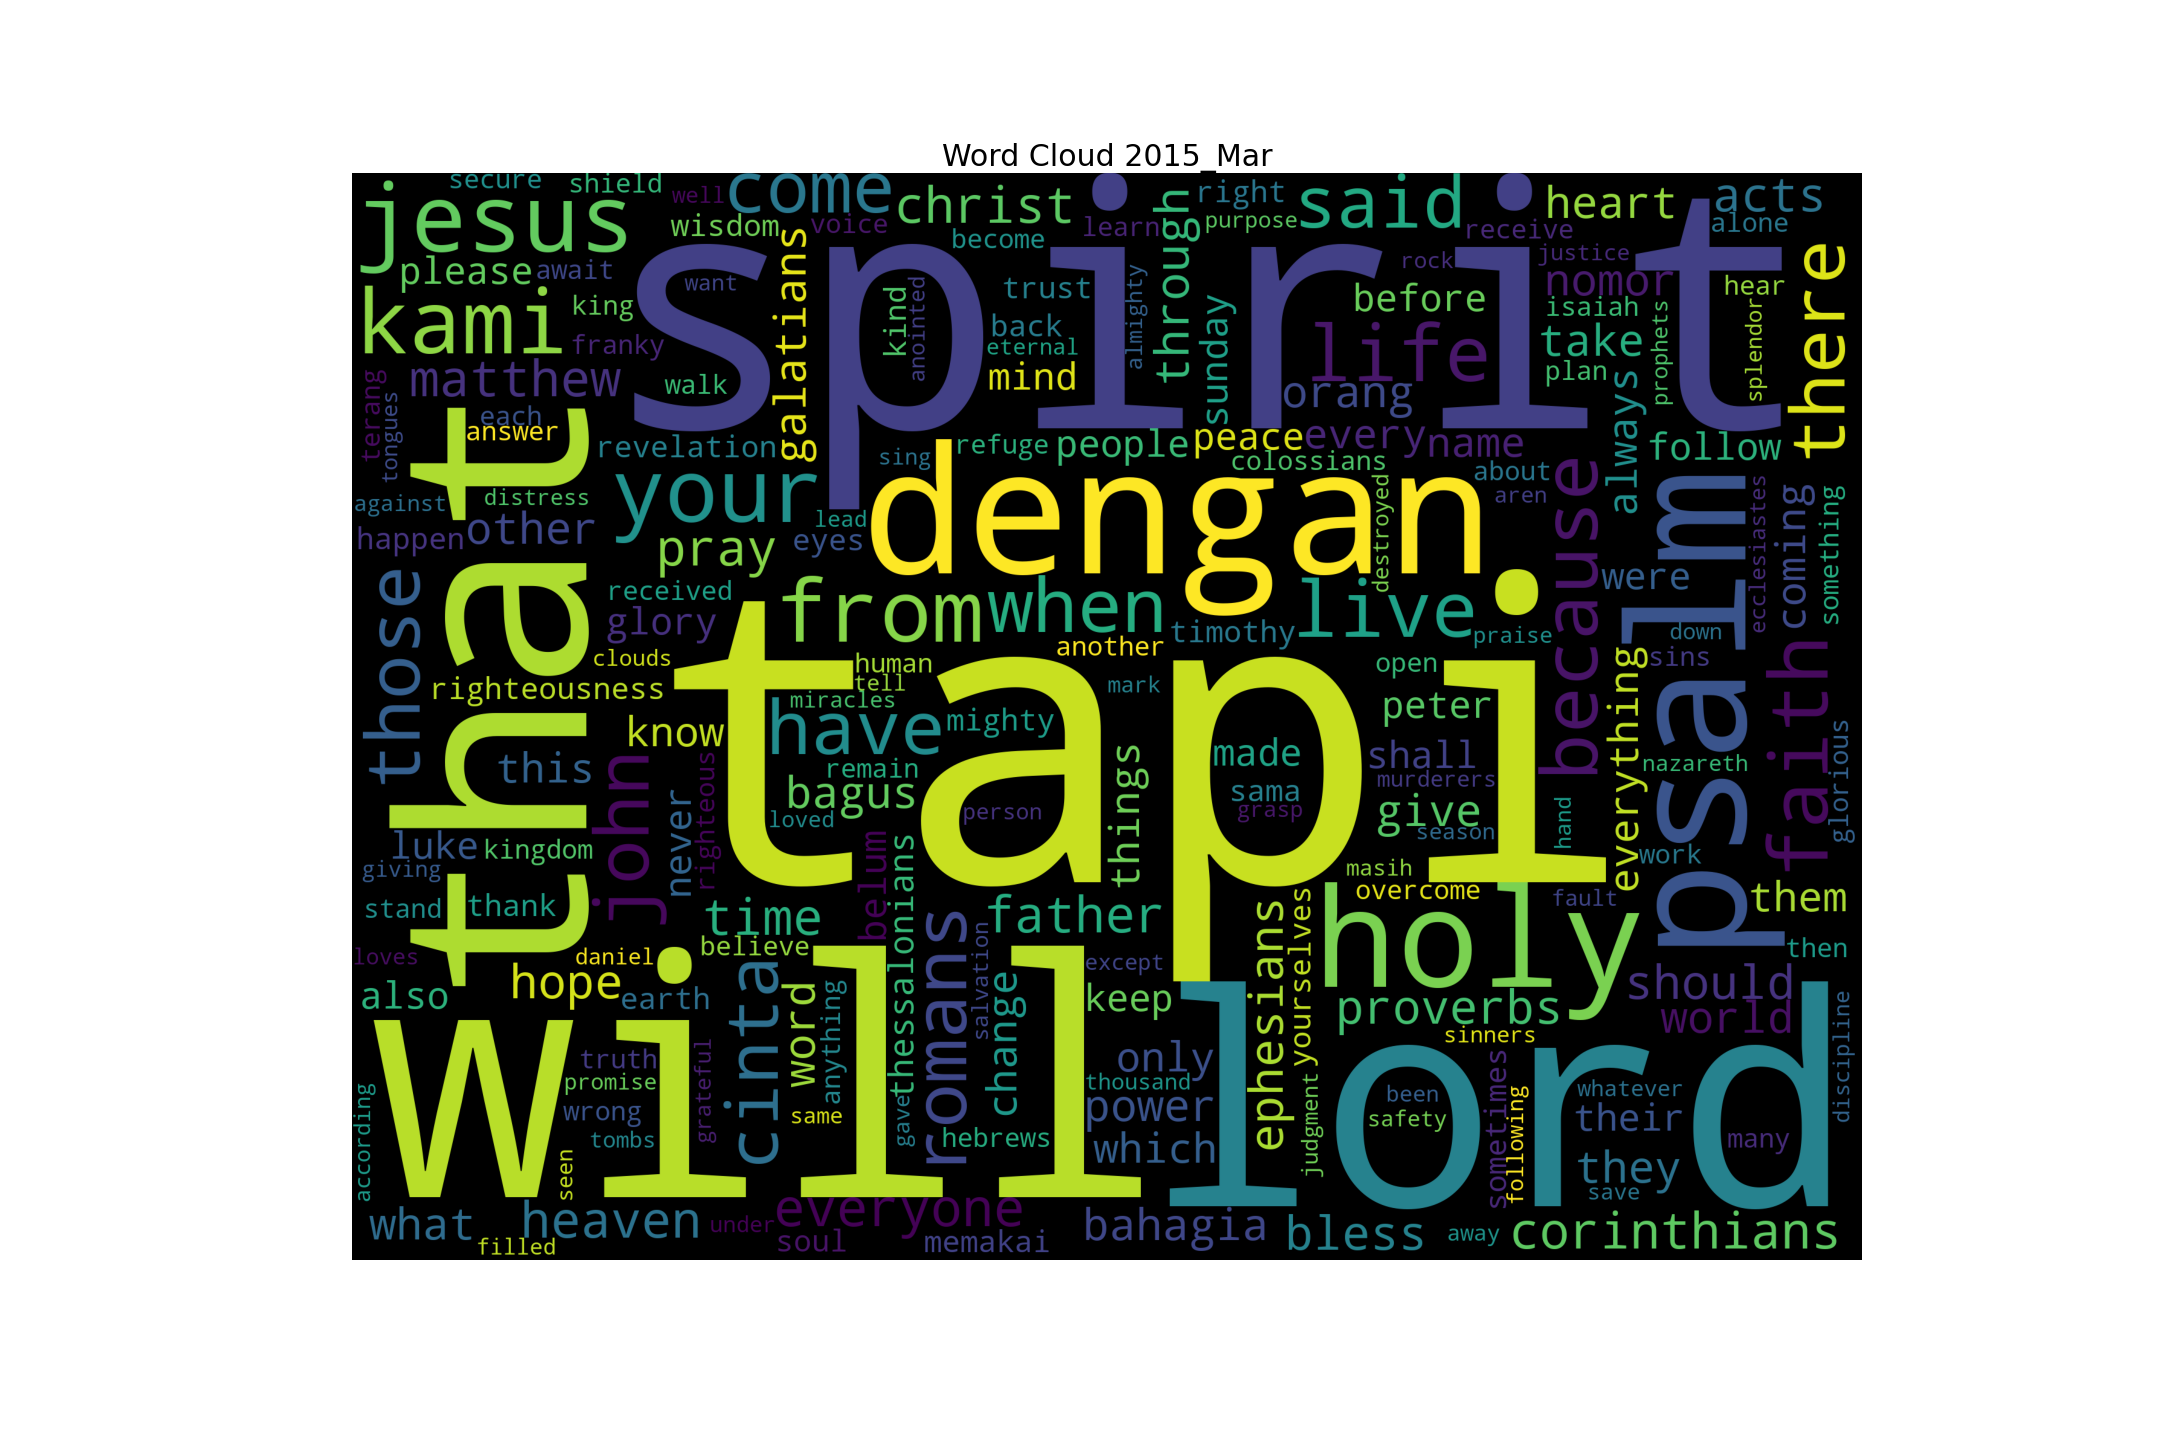 Word Cloud 2015_Mar
secure shield well come christ right said heart acts
jesus wisdom voice become learn purpose receive alone
please await want spirit through rock justice there
kami king galatians kind anointed trust almighty sunday before nomor isaiah hear
franky back eternal life take prophets splendor
matthew walk mind orang plan always
terang tongues each answer revelation sing refuge people peace every name follow
that against distress your lead dengan colossians destroyed about aren because psalm ecclesiastes coming something
happen other pray eyes were
those received glory from when timothy live praise down sins faith
clouds human another open everything
righteousness tell miracles tapi mark peter
know have mighty made shall nazareth glorious
this john righteous remain things murderers
never bagus person sama grasp give
luke kingdom loved season hand work
giving belum thessalonians masih overcome fault
stand thank time romans father holy ephesians yourselves them
loves daniel believe salvation except then
also hope earth cinta word anything change keep proverbs should world
will truth grateful only sinners discipline
according promise wrong same gave thousand power lord been whatever their
tombs hebrews which judgment safety sometimes following many they
seen save
what heaven under everyone bahagia bless away corinthians
filled soul memakai